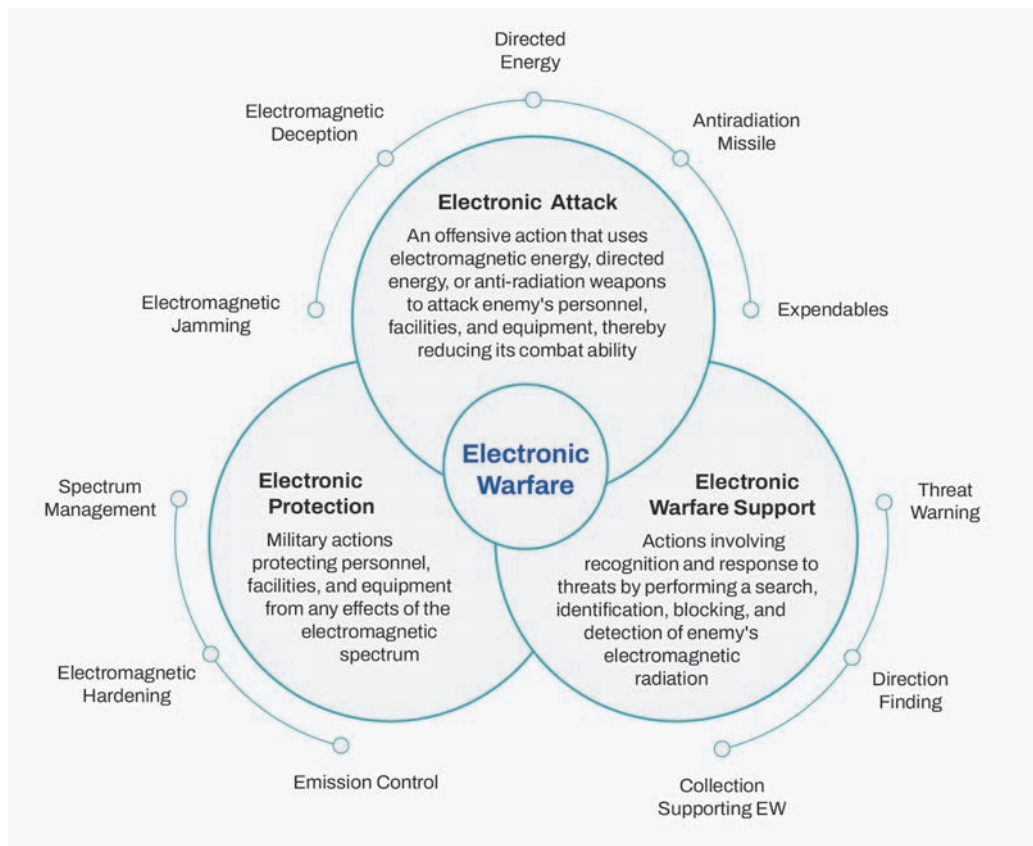 Directed
Energy
Electromagnetic
Deception
Antiradiation
Missile
Electromagnetic
Jamming
Expendables
Electronic Attack
An offensive action that uses
electromagnetic energy, directed
energy, or anti-radiation weapons
to attack enemy's personnel,
facilities, and equipment, thereby
reducing its combat ability
Electronic
Warfare
Electronic
Protection
Military actions
protecting personnel,
facilities, and equipment
from any effects of the
electromagnetic
spectrum
Electronic
Warfare Support
Actions involving
recognition and response to
threats by performing a search,
identification, blocking, and
detection of enemy's
electromagnetic
radiation
Spectrum
Management
Electromagnetic
Hardening
Emission Control
Threat
Warning
Direction
Finding
Collection
Supporting EW